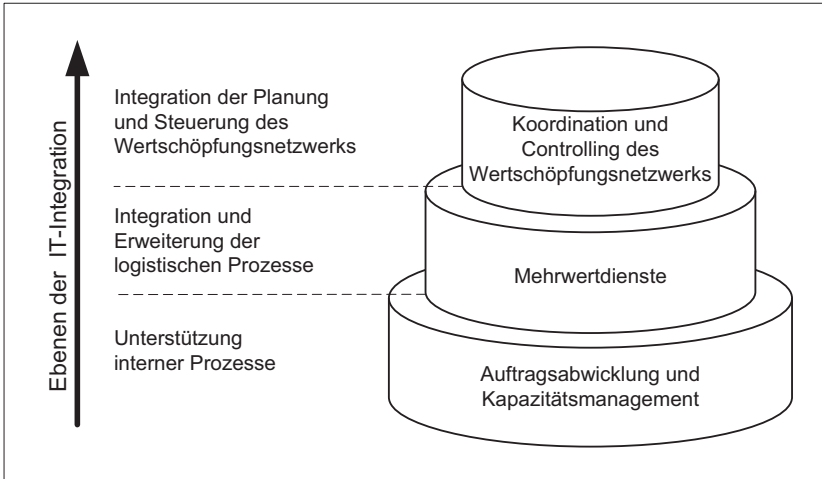 Ebenen der IT-Integration
Integration der Planung
und Steuerung des
Wertschöpfungsnetzwerks
Koordination und
Controlling des
Wertschöpfungsnetzwerks
Integration und
Erweiterung der
logistischen Prozesse
Mehrwertdienste
Unterstützung
interner Prozesse
Auftragsabwicklung und
Kapazitätsmanagement